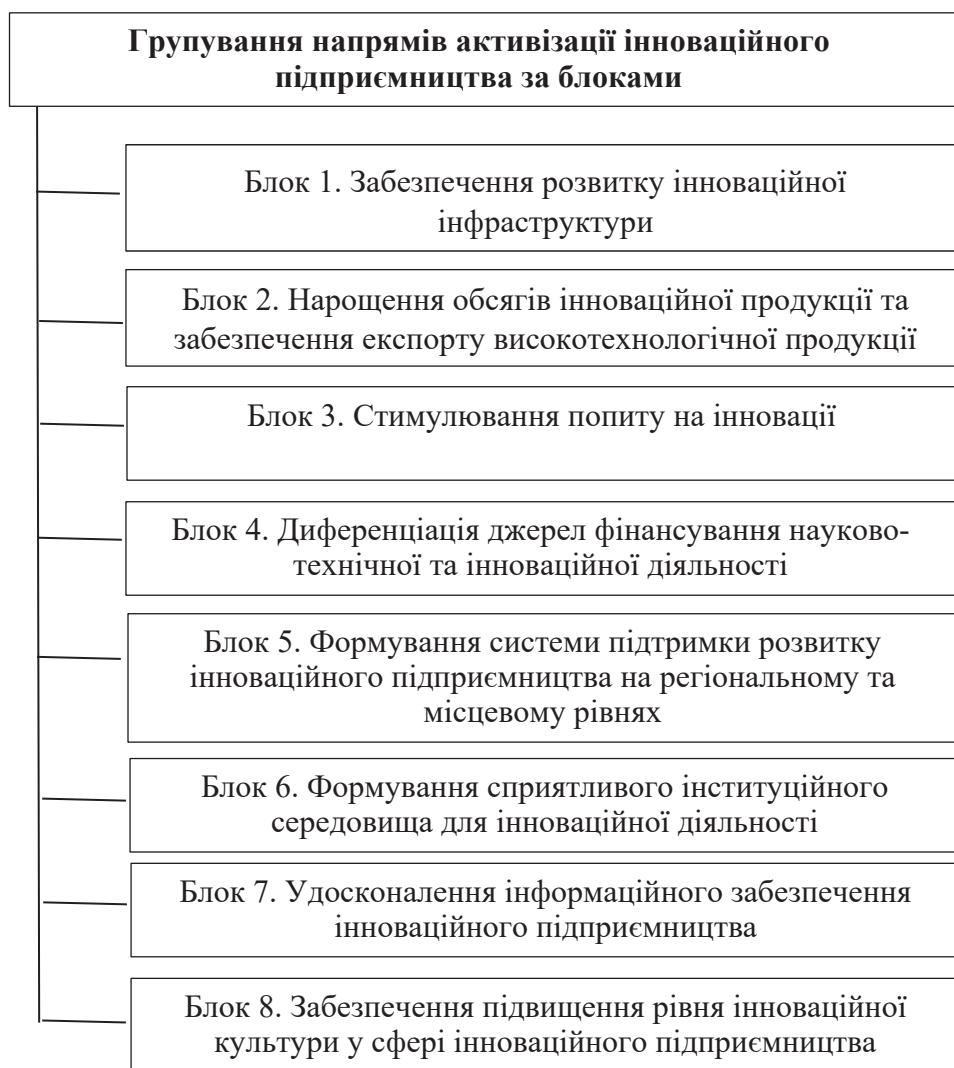 Групування напрямів активізації інноваційного
підприємництва за блоками
Блок 1. Забезпечення розвитку інноваційної
інфраструктури
Блок 2. Нарощення обсягів інноваційної продукції та
забезпечення експорту високотехнологічної продукції
Блок 3. Стимулювання попиту на інновації
Блок 4. Диференціація джерел фінансування науково-
технічної та інноваційної діяльності
Блок 5. Формування системи підтримки розвитку
інноваційного підприємництва на регіональному та
місцевому рівнях
Блок 6. Формування сприятливого інституційного
середовища для інноваційної діяльності
Блок 7. Удосконалення інформаційного забезпечення
інноваційного підприємництва
Блок 8. Забезпечення підвищення рівня інноваційної
культури у сфері інноваційного підприємництва